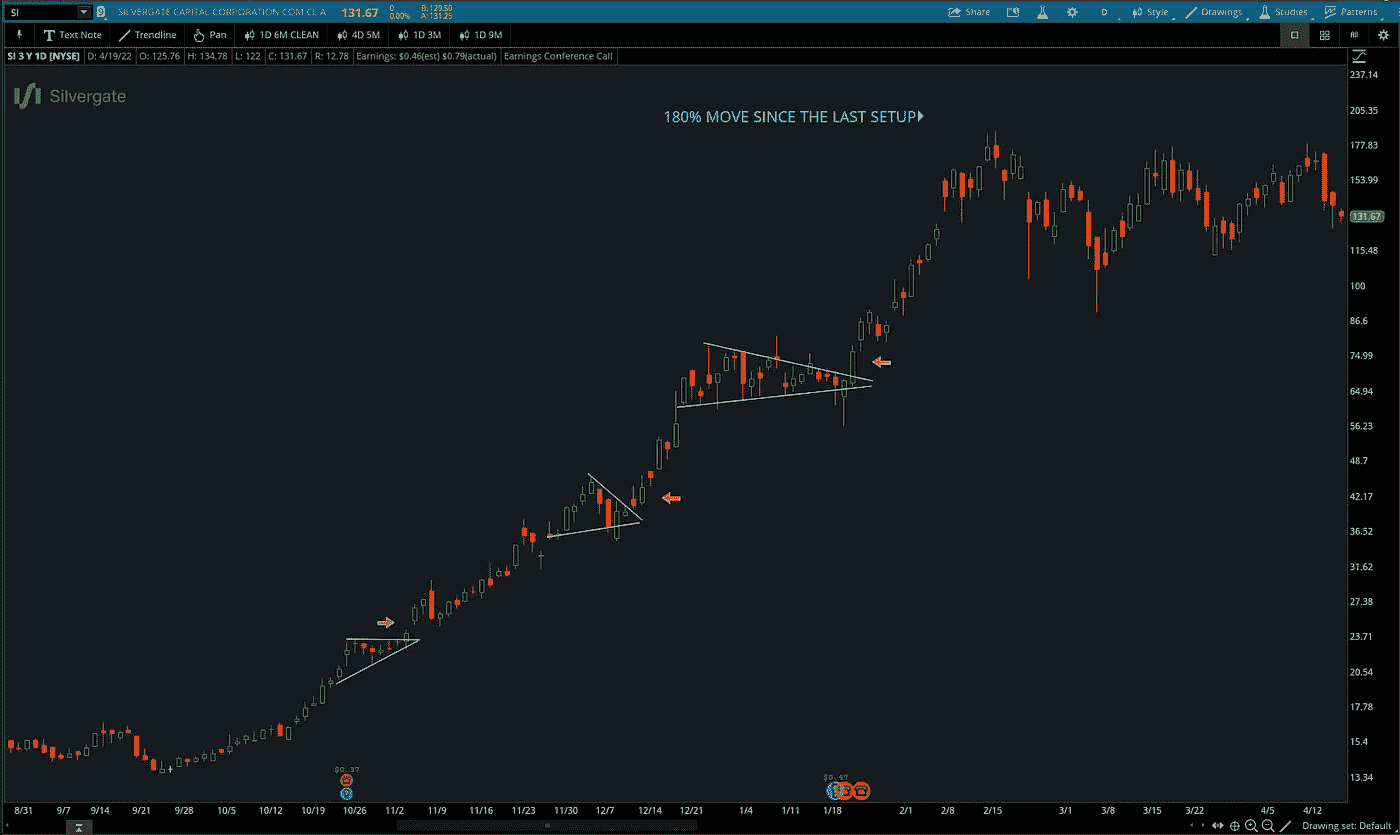 SI
SILVERGATE CAPITAL CORPORATION COM CL A
131.67
0
0.00%
B: 129.50
A: 131.25
Share
D
Style
Drawings
Studies
Patterns
Text Note
Trendline
Pan
1D 6M CLEAN
4D 5M
1D 3M
1D 9M
All
SI 3 Y 1D [NYSE] D: 4/19/22 O: 125.76 H: 134.78 L: 122 C: 131.67 R: 12.78 Earnings: $0.46(est) $0.79(actual) Earnings Conference Call
Silvergate
180% MOVE SINCE THE LAST SETUP
237.14
205.35
177.83
153.99
131.67
115.48
100
86.6
74.99
64.94
56.23
48.7
42.17
36.52
31.62
27.38
23.71
20.54
17.78
15.4
13.34
$0.37
$0.47
8/31 9/7 9/14 9/21 9/28 10/5 10/12 10/19 10/26 11/2 11/9 11/16 11/23 11/30 12/7 12/14 12/21 1/4 1/11 1/18 2/1 2/8 2/15 3/1 3/8 3/15 3/22 4/5 4/12
Drawing set: Default